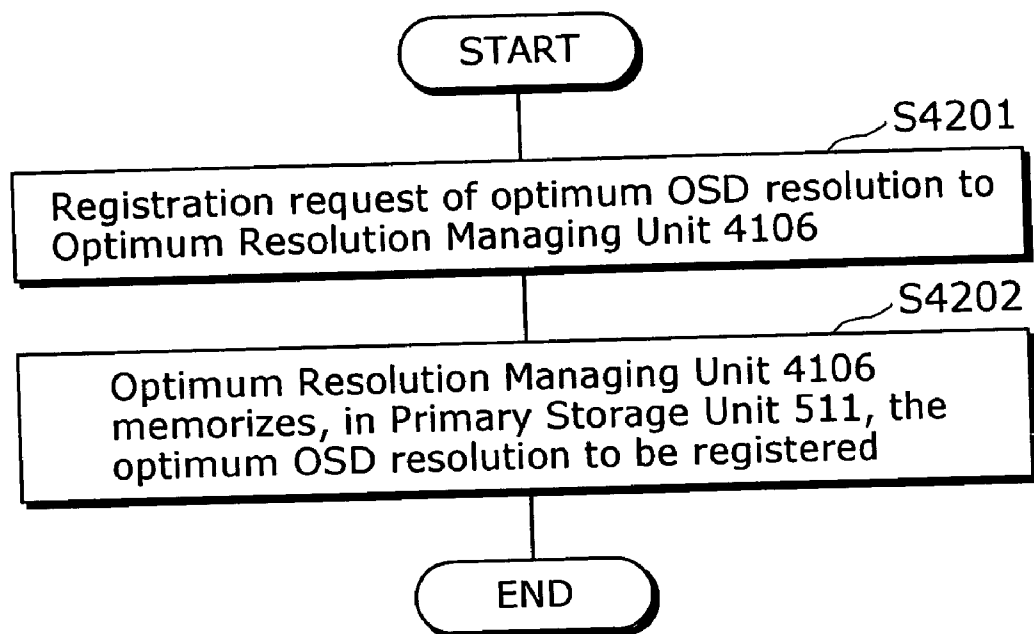 START
S4201
Registration request of optimum OSD resolution to
Optimum Resolution Managing Unit 4106
S4202
Optimum Resolution Managing Unit 4106
memorizes, in Primary Storage Unit 511, the
optimum OSD resolution to be registered
END